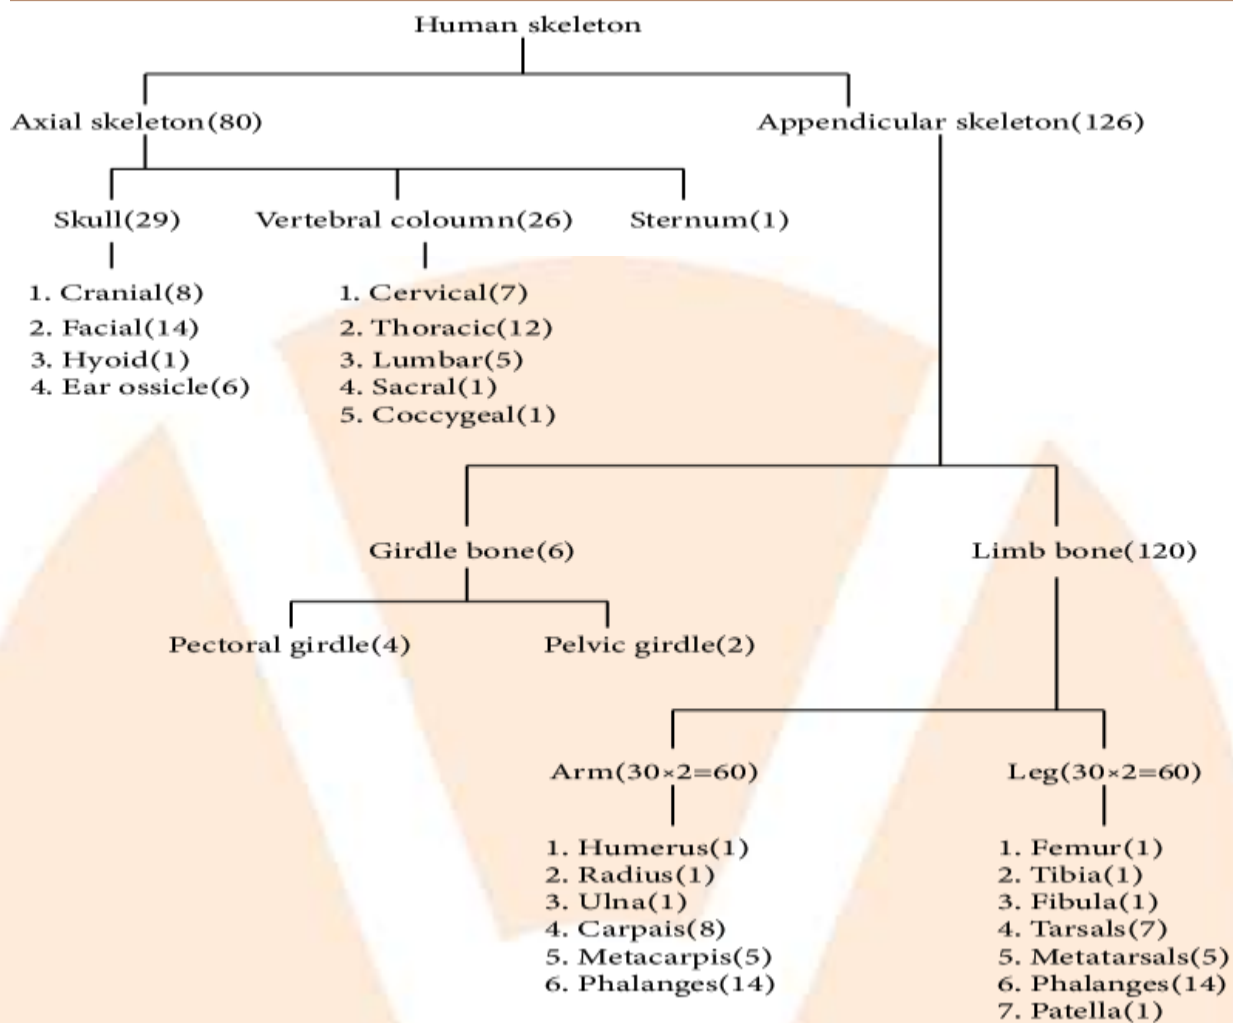 Human skeleton
Axial skeleton(80)
Appendicular skeleton(126)
Skull(29)
Vertebral coloumn(26)
Sternum(1)
1. Cranial(8)
2. Facial(14)
3. Hyoid(1)
4. Ear ossicle(6)
1. Cervical(7)
2. Thoracic(12)
3. Lumbar(5)
4. Sacral(1)
5. Coccygeal(1)
Girdle bone(6)
Limb bone(120)
Pectoral girdle(4)
Pelvic girdle(2)
Arm(30×2=60)
Leg(30×2=60)
1. Humerus(1)
2. Radius(1)
3. Ulna(1)
4. Carpais(8)
5. Metacarpis(5)
6. Phalanges(14)
1. Femur(1)
2. Tibia(1)
3. Fibula(1)
4. Tarsals(7)
5. Metatarsals(5)
6. Phalanges(14)
7. Patella(1)